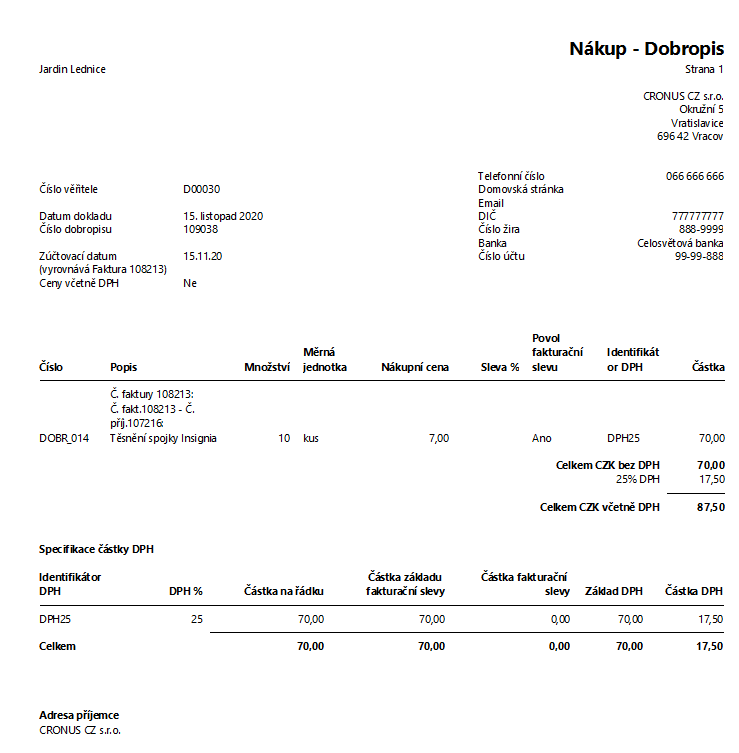 Nákup - Dobropis
Jardin Lednice Strana 1
CRONUS CZ s.r.o.
Okružní 5
Vratislavice
696 42 Vracov
Telefonní číslo 066 666 666
Číslo věřitele D00030 Domovská stránka
Email
Datum dokladu 15. listopad 2020 DIČ 777777777
Číslo dobropisu 109038 Číslo žira 888-9999
Banka Celosvětová banka
Zúčtovací datum 15.11.20 Číslo účtu 99-99-888
(vyrovnává Faktura 108213)
Ceny včetně DPH Ne
Povol
Měrná fakturační Identifikát
Číslo Popis Množství jednotka Nákupní cena Sleva % slevu or DPH Částka
Č. faktury 108213:
Č. fakt.108213 - Č.
příj.107216:
DOBR_014 Těsnění spojky Insignia 10 kus 7,00 Ano DPH25 70,00
Celkem CZK bez DPH 70,00
25% DPH 17,50
Celkem CZK včetně DPH 87,50
Specifikace částky DPH
Identifikátor Částka základu Částka fakturační
DPH DPH % Částka na řádku fakturační slevy slevy Základ DPH Částka DPH
DPH25 25 70,00 70,00 0,00 70,00 17,50
Celkem 70,00 70,00 0,00 70,00 17,50
Adresa příjemce
CRONUS CZ s.r.o.